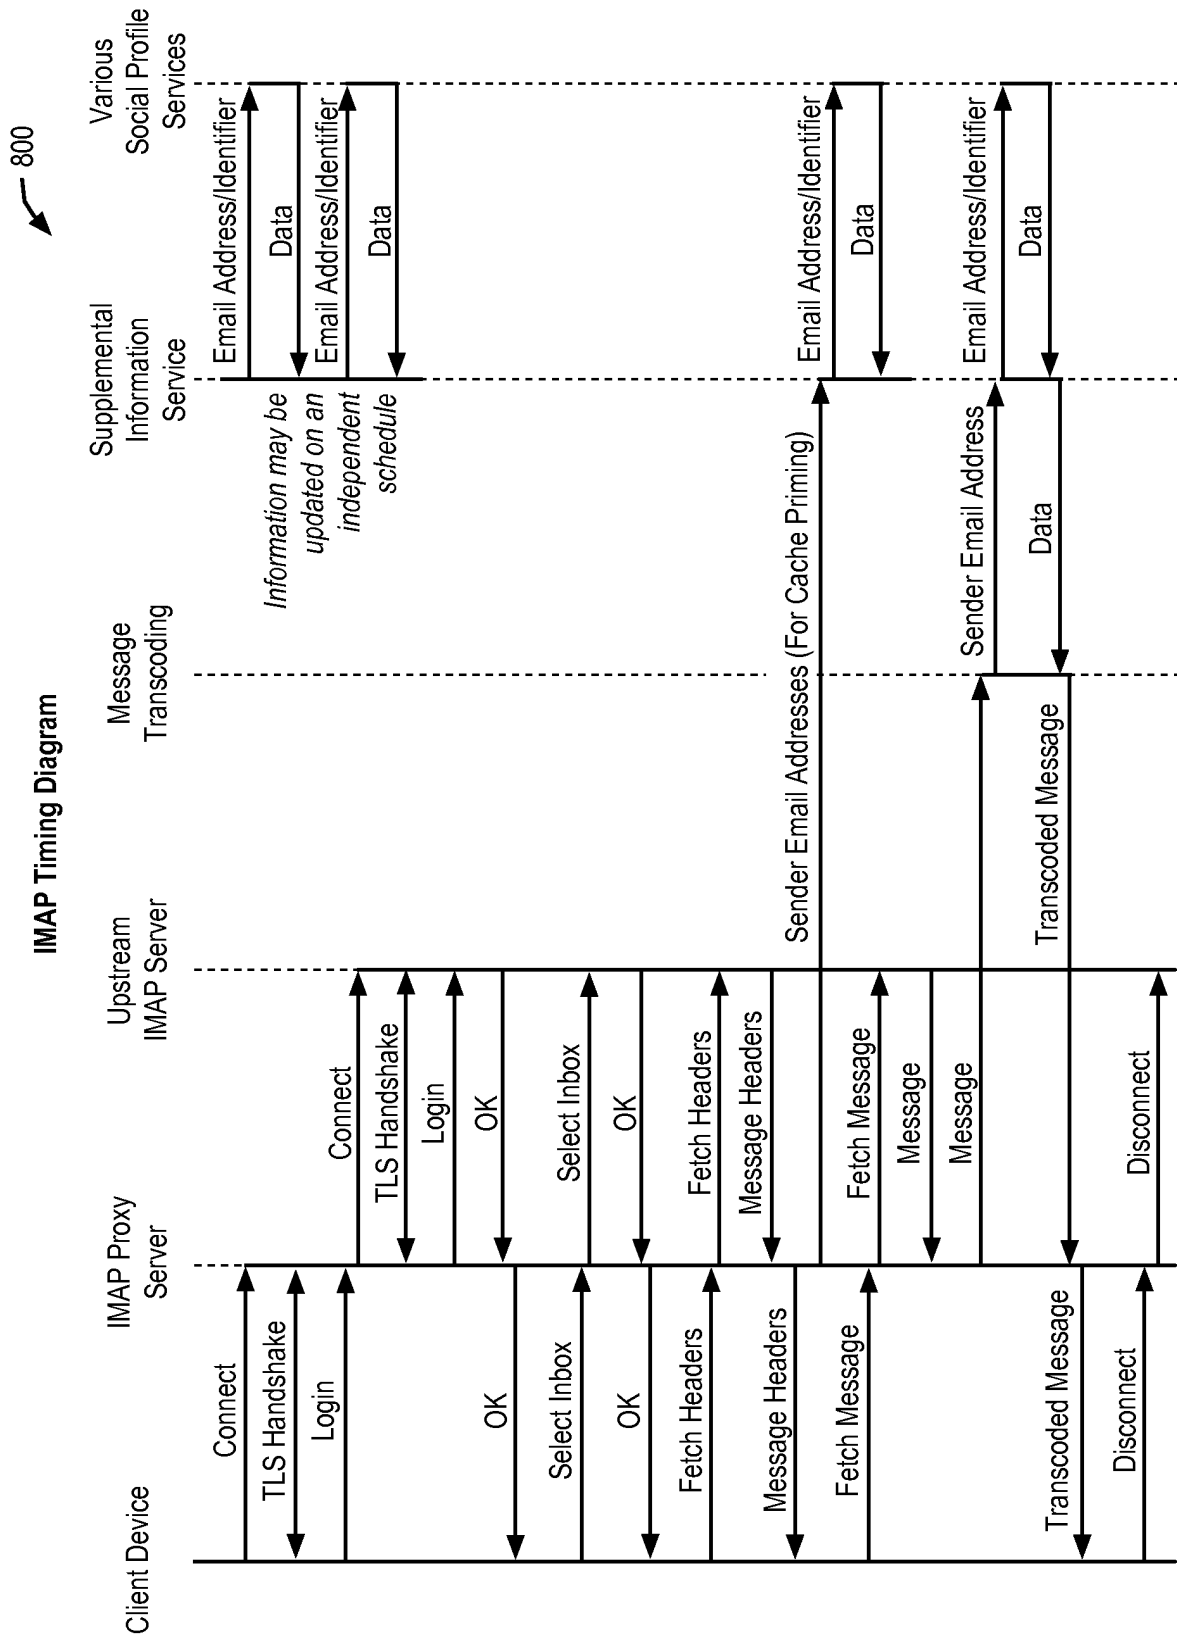 IMAP Timing Diagram
800
Client Device
IMAP Proxy
Server
Upstream
IMAP Server
Message
Transcoding
Supplemental
Information
Service
Various
Social Profile
Services
Connect
TLS Handshake
Login
Connect
TLS Handshake
Login
OK
OK
Select Inbox
Select Inbox
OK
OK
Fetch Headers
Fetch Headers
Message Headers
Message Headers
Sender Email Addresses (For Cache Priming)
Fetch Message
Fetch Message
Message
Message
Sender Email Address
Data
Transcoded Message
Transcoded Message
Disconnect
Disconnect
Information may be
updated on an
independent
schedule
Email Address/Identifier
Data
Email Address/Identifier
Data
Email Address/Identifier
Data
Email Address/Identifier
Data